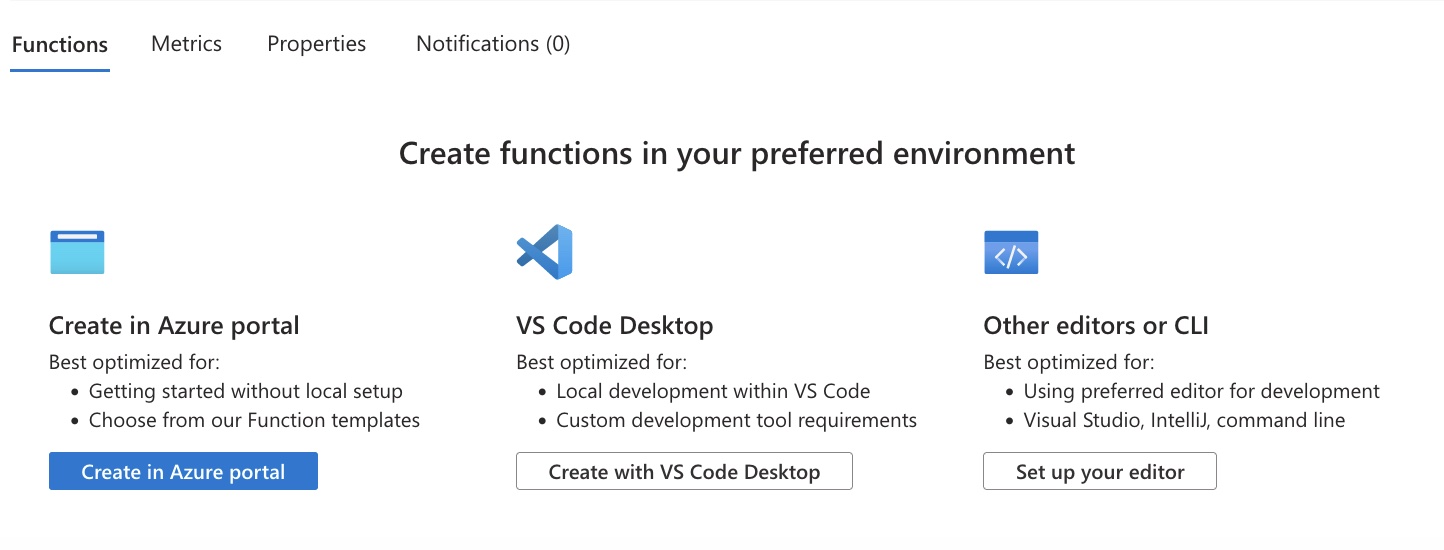 Functions Metrics Properties Notifications (0)
Create functions in your preferred environment
Create in Azure portal
Best optimized for:
• Getting started without local setup
• Choose from our Function templates
Create in Azure portal
VS Code Desktop
Best optimized for:
• Local development within VS Code
• Custom development tool requirements
Create with VS Code Desktop
Other editors or CLI
Best optimized for:
• Using preferred editor for development
• Visual Studio, IntelliJ, command line
Set up your editor